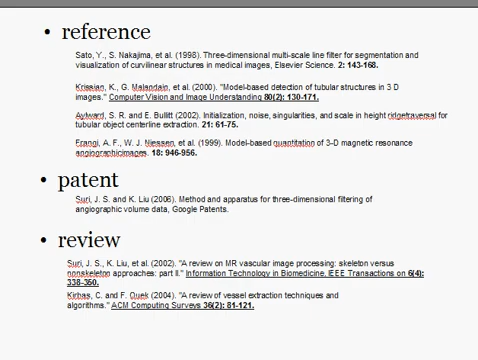 • reference
Sato, Y., S. Nakajima, et al. (1998). Three-dimensional multi-scale line filter for segmentation and
visualization of curvilinear structures in medical images, Elsevier Science. 2: 143-168.
Krissian, K., G. Malandain, et al. (2000). "Model-based detection of tubular structures in 3 D
images." Computer Vision and Image Understanding 80(2): 130-171.
Aylward, S. R. and E. Bullitt (2002). Initialization, noise, singularities, and scale in height ridgetraversal for
tubular object centerline extraction. 21: 61-75.
Frangi, A. F., W. J. Niessen, et al. (1999). Model-based quantitation of 3-D magnetic resonance
angiographicimages. 18: 946-956.
• patent
Suri, J. S. and K. Liu (2006). Method and apparatus for three-dimensional filtering of
angiographic volume data, Google Patents.
• review
Suri, J. S., K. Liu, et al. (2002). "A review on MR vascular image processing: skeleton versus
nonskeleton approaches: part II." Information Technology in Biomedicine, IEEE Transactions on 6(4):
338-350.
Kirbas, C. and F. Quek (2004). "A review of vessel extraction techniques and
algorithms." ACM Computing Surveys 36(2): 81-121.